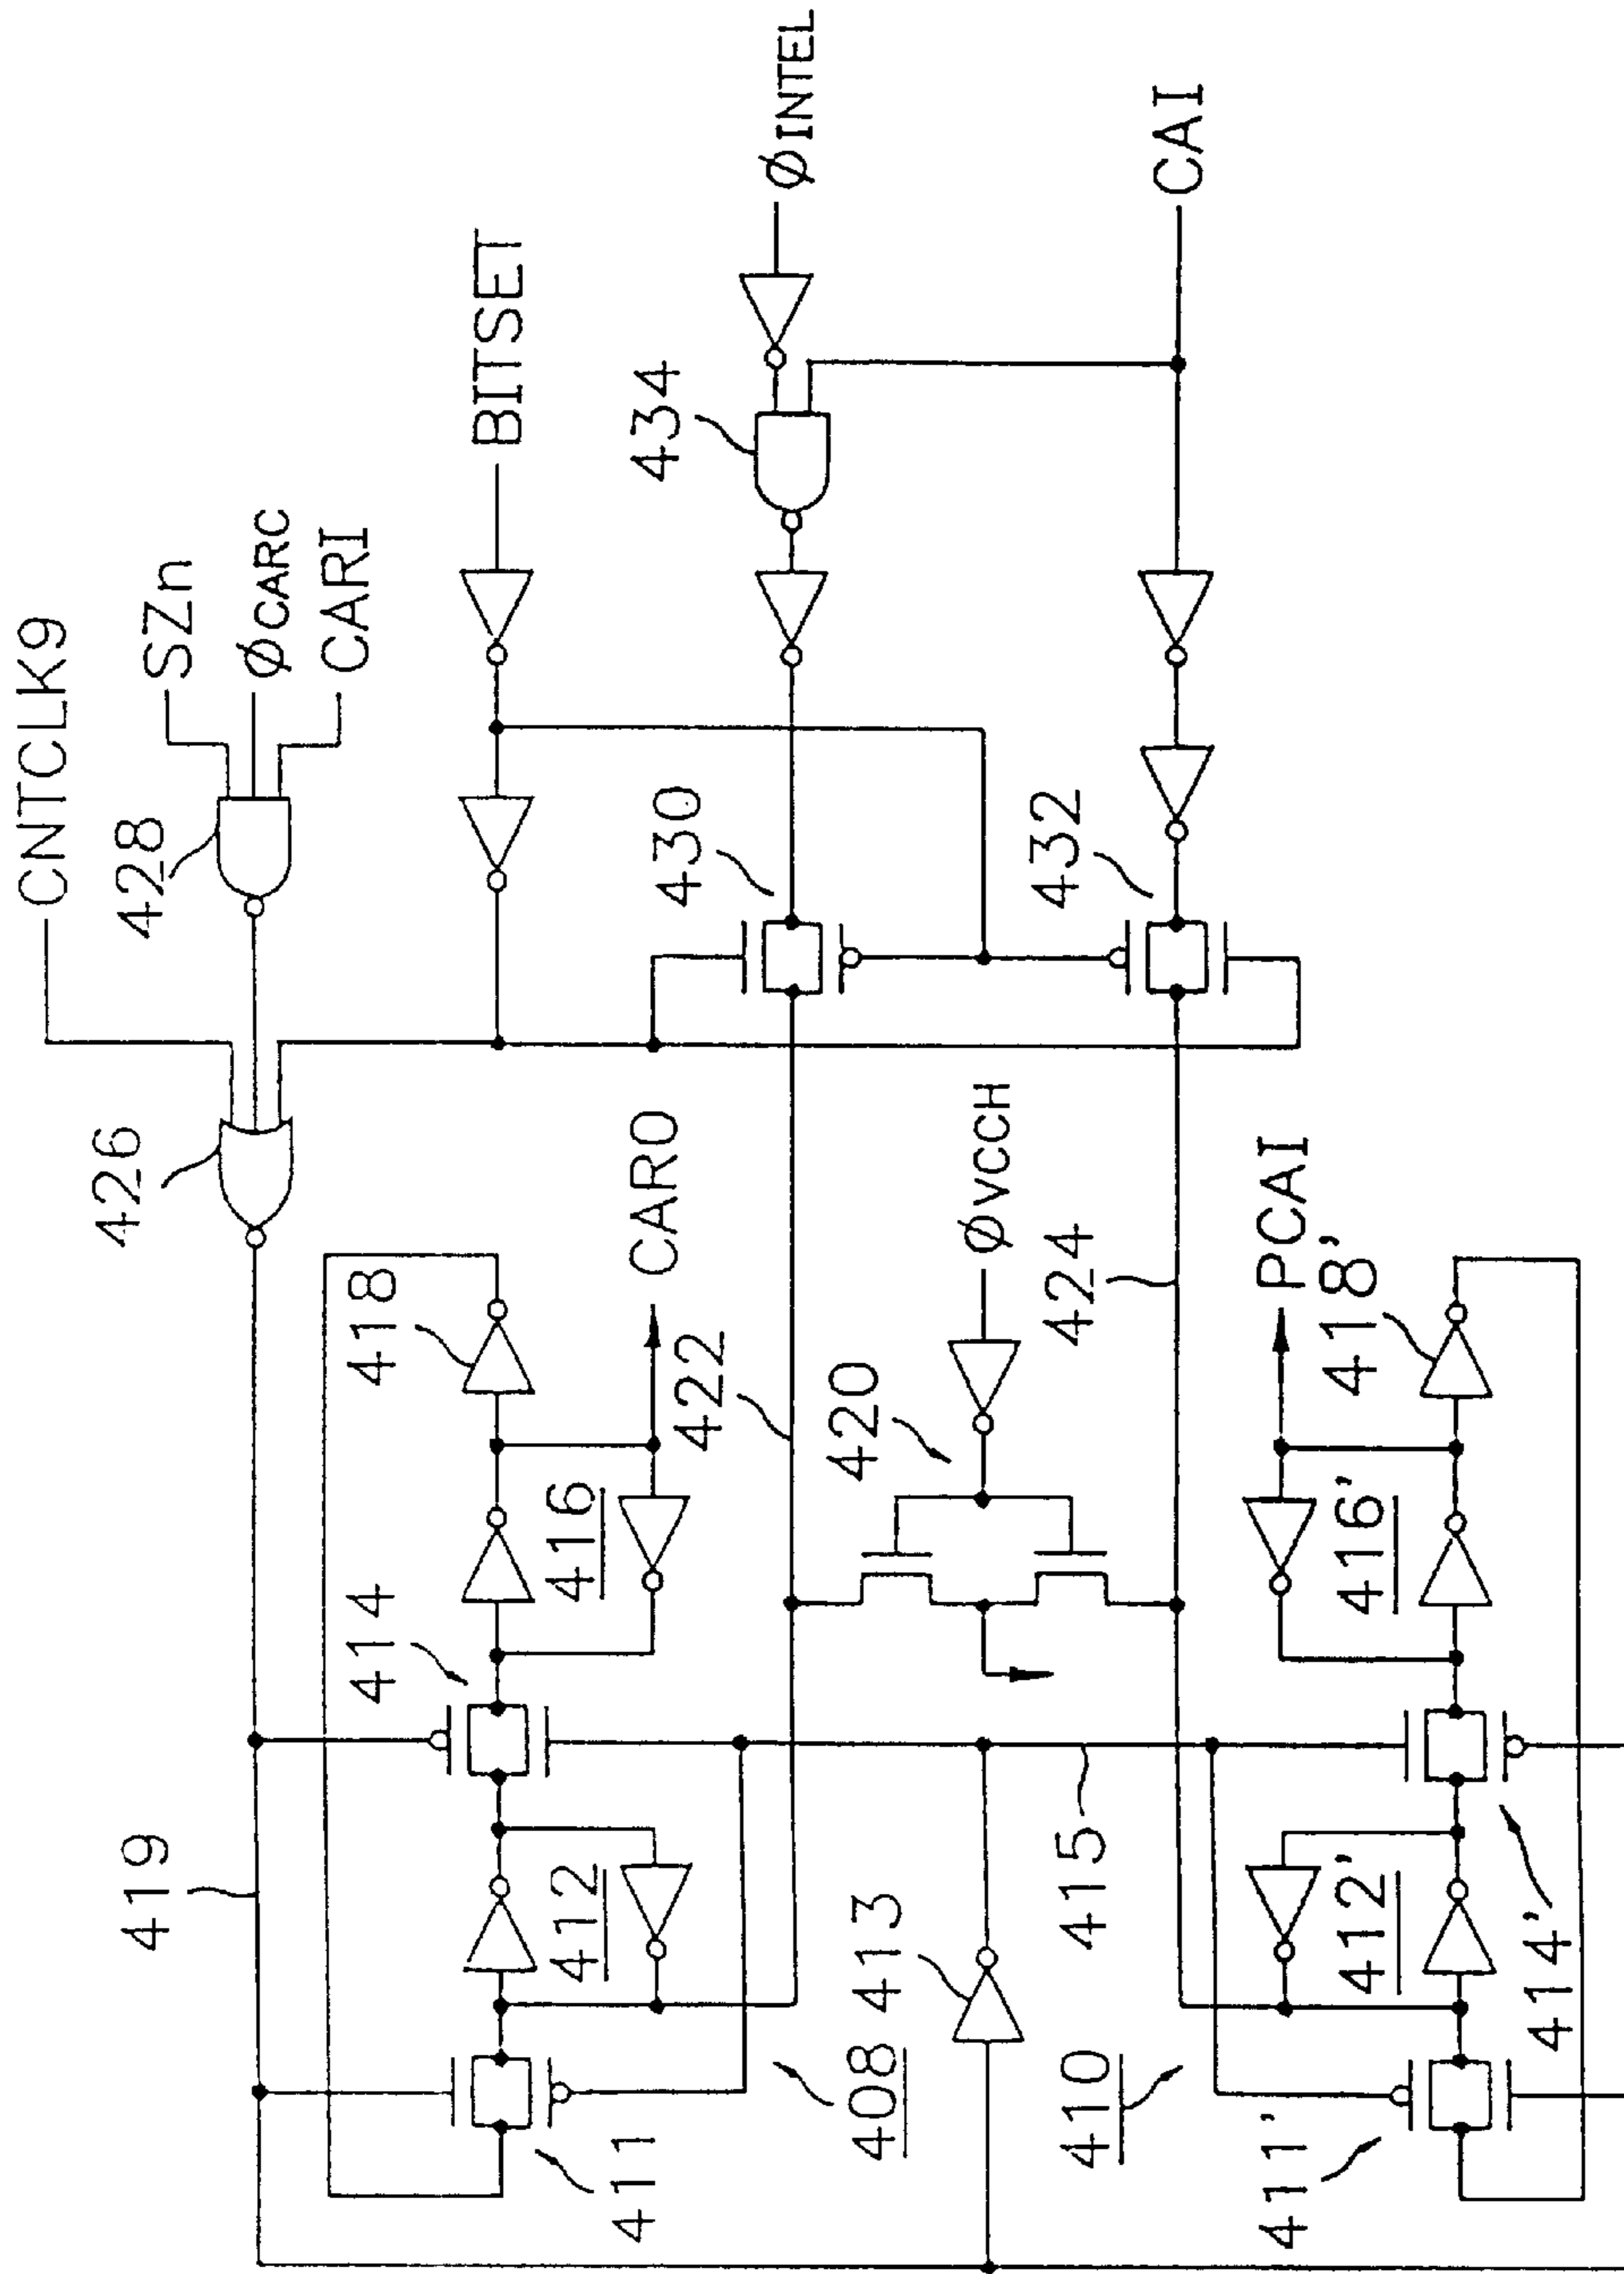 CNTCLK9
SZn
ØCARC
CARI
428
426
419
BITSET
ØINTEL
434
CAI
430
432
418
CARO
416
414
412
411
422
420
ØVCCH
424
PCAI
418'
416'
415
413
408
410
412'
414'
411'